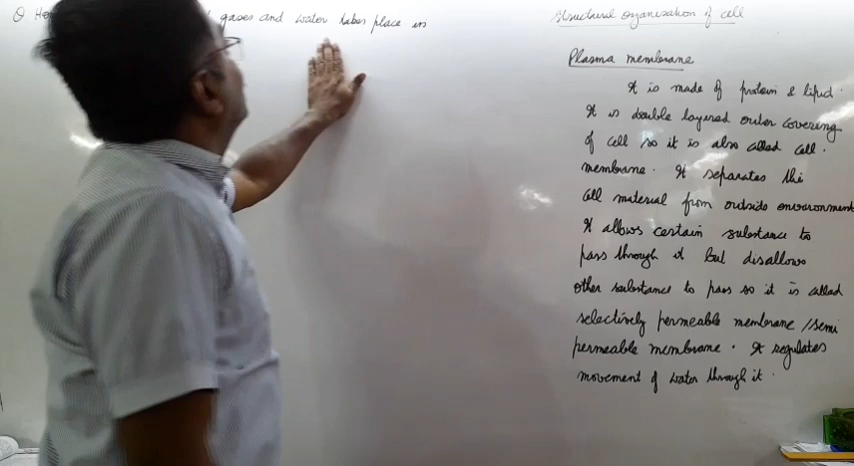 Q Ho gases and water takes place in
Structural organisation of cell
Plasma membrane
It is made of protein & lipid.
It is double layered outer covering
of cell so it is also called cell.
membrane. It separates the
cell material from outside environment
It allows certain substance to
pass through it but disallows
other substance to pass so it is called
selectively permeable membrane/semi
permeable membrane. It regulates
movement of water through it.